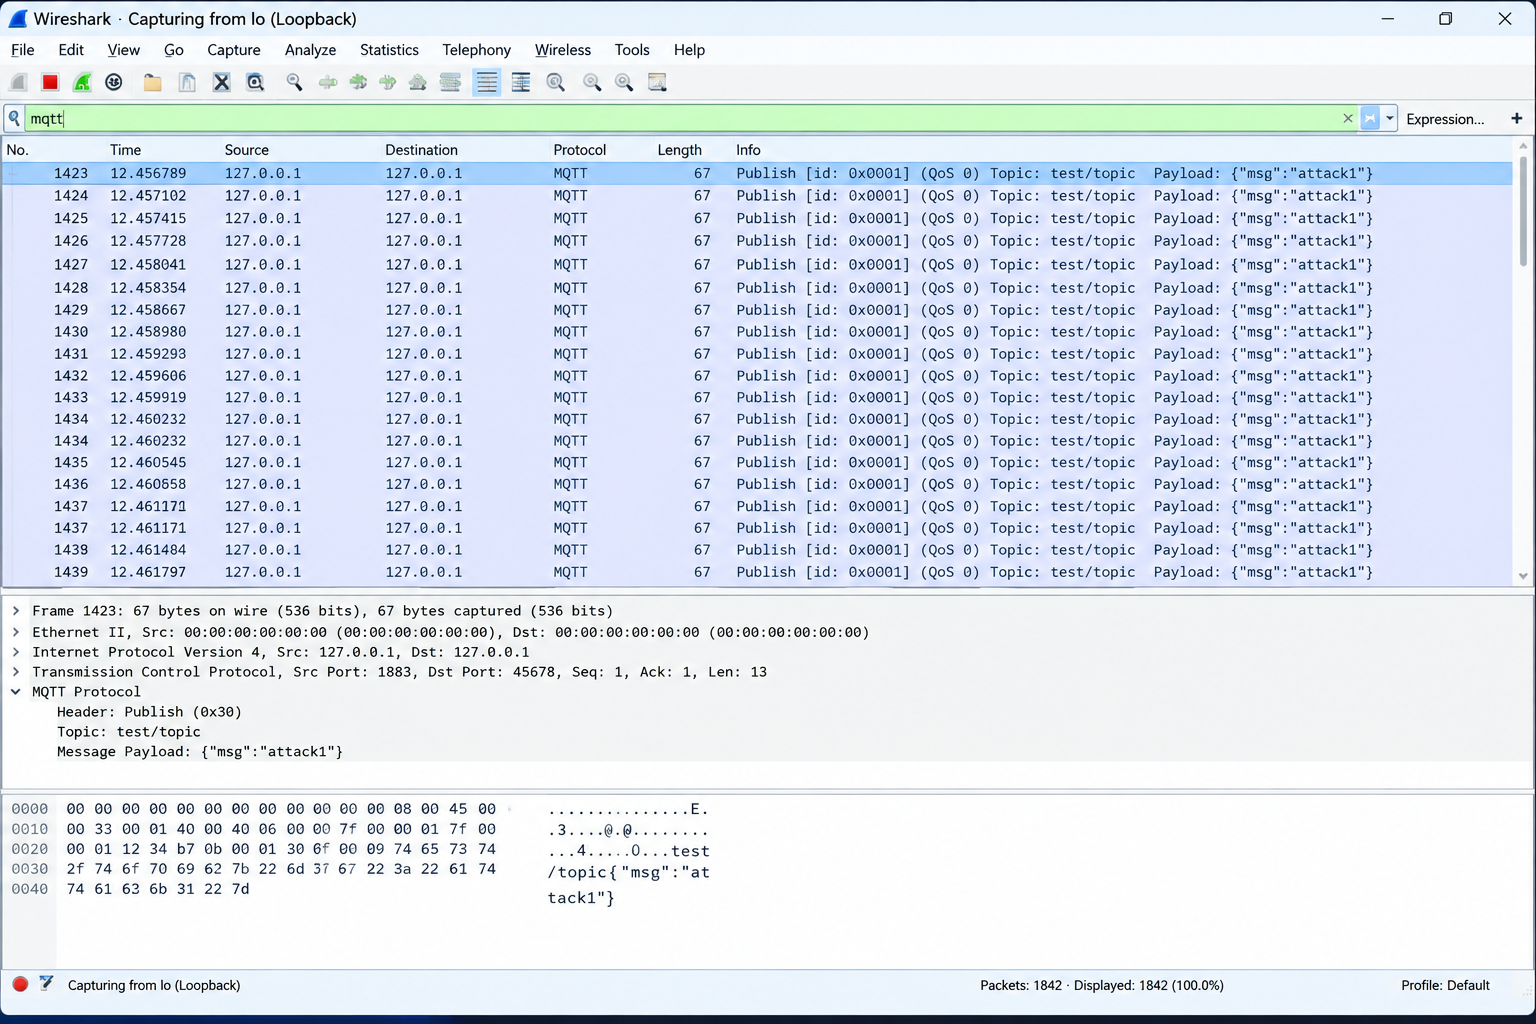 Wireshark · Capturing from lo (Loopback)
File Edit View Go Capture Analyze Statistics Telephony Wireless Tools Help
mqtt
Expression... +
No. Time Source Destination Protocol Length Info
1423 12.456789 127.0.0.1 127.0.0.1 MQTT 67 Publish [id: 0x0001] (QoS 0) Topic: test/topic Payload: {"msg":"attack1"}
1424 12.457102 127.0.0.1 127.0.0.1 MQTT 67 Publish [id: 0x0001] (QoS 0) Topic: test/topic Payload: {"msg":"attack1"}
1425 12.457415 127.0.0.1 127.0.0.1 MQTT 67 Publish [id: 0x0001] (QoS 0) Topic: test/topic Payload: {"msg":"attack1"}
1426 12.457728 127.0.0.1 127.0.0.1 MQTT 67 Publish [id: 0x0001] (QoS 0) Topic: test/topic Payload: {"msg":"attack1"}
1427 12.458041 127.0.0.1 127.0.0.1 MQTT 67 Publish [id: 0x0001] (QoS 0) Topic: test/topic Payload: {"msg":"attack1"}
1428 12.458354 127.0.0.1 127.0.0.1 MQTT 67 Publish [id: 0x0001] (QoS 0) Topic: test/topic Payload: {"msg":"attack1"}
1429 12.458667 127.0.0.1 127.0.0.1 MQTT 67 Publish [id: 0x0001] (QoS 0) Topic: test/topic Payload: {"msg":"attack1"}
1430 12.458980 127.0.0.1 127.0.0.1 MQTT 67 Publish [id: 0x0001] (QoS 0) Topic: test/topic Payload: {"msg":"attack1"}
1431 12.459293 127.0.0.1 127.0.0.1 MQTT 67 Publish [id: 0x0001] (QoS 0) Topic: test/topic Payload: {"msg":"attack1"}
1432 12.459606 127.0.0.1 127.0.0.1 MQTT 67 Publish [id: 0x0001] (QoS 0) Topic: test/topic Payload: {"msg":"attack1"}
1433 12.459919 127.0.0.1 127.0.0.1 MQTT 67 Publish [id: 0x0001] (QoS 0) Topic: test/topic Payload: {"msg":"attack1"}
1434 12.460232 127.0.0.1 127.0.0.1 MQTT 67 Publish [id: 0x0001] (QoS 0) Topic: test/topic Payload: {"msg":"attack1"}
1434 12.460232 127.0.0.1 127.0.0.1 MQTT 67 Publish [id: 0x0001] (QoS 0) Topic: test/topic Payload: {"msg":"attack1"}
1435 12.460545 127.0.0.1 127.0.0.1 MQTT 67 Publish [id: 0x0001] (QoS 0) Topic: test/topic Payload: {"msg":"attack1"}
1436 12.460858 127.0.0.1 127.0.0.1 MQTT 67 Publish [id: 0x0001] (QoS 0) Topic: test/topic Payload: {"msg":"attack1"}
1437 12.461171 127.0.0.1 127.0.0.1 MQTT 67 Publish [id: 0x0001] (QoS 0) Topic: test/topic Payload: {"msg":"attack1"}
1437 12.461171 127.0.0.1 127.0.0.1 MQTT 67 Publish [id: 0x0001] (QoS 0) Topic: test/topic Payload: {"msg":"attack1"}
12.461484 127.0.0.1 127.0.0.1 MQTT 67 Publish [id: 0x0001] (QoS 0) Topic: test/topic Payload: {"msg":"attack1"}
1439 12.461797 127.0.0.1 127.0.0.1 MQTT 67 Publish [id: 0x0001] (QoS 0) Topic: test/topic Payload: {"msg":"attack1"}
Frame 1423: 67 bytes on wire (536 bits), 67 bytes captured (536 bits)
Ethernet II, Src: 00:00:00:00:00:00 (00:00:00:00:00:00), Dst: 00:00:00:00:00:00 (00:00:00:00:00:00)
Internet Protocol Version 4, Src: 127.0.0.1, Dst: 127.0.0.1
Transmission Control Protocol, Src Port: 1883, Dst Port: 45678, Seq: 1, Ack: 1, Len: 13
MQTT Protocol
Header: Publish (0x30)
Topic: test/topic
Message Payload: {"msg":"attack1"}
0000 00 00 00 00 00 00 00 00 00 00 00 00 08 00 45 00 ...............E.
0010 00 33 00 01 40 00 40 06 00 00 7f 00 00 01 7f 00 .3....@.@........
0020 00 01 12 34 b7 0b 00 01 30 6f 00 09 74 65 73 74 ...4.....0...test
0030 2f 74 6f 70 69 62 7b 22 6d 37 67 22 3a 22 61 74 /topic{"msg":"at
0040 74 61 63 6b 31 22 7d tack1"}
Capturing from lo (Loopback) Packets: 1842 · Displayed: 1842 (100.0%) Profile: Default